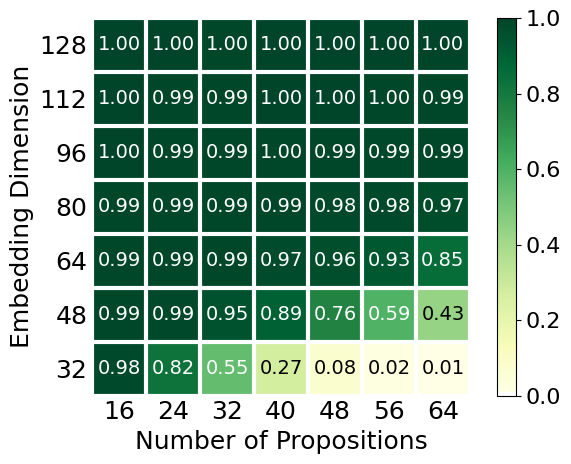 128 1.00 1.00 1.00 1.00 1.00 1.00 1.00
112 1.00 0.99 0.99 1.00 1.00 1.00 0.99
96 1.00 0.99 0.99 1.00 0.99 0.99 0.99
80 0.99 0.99 0.99 0.99 0.98 0.98 0.97
64 0.99 0.99 0.99 0.97 0.96 0.93 0.85
48 0.99 0.99 0.95 0.89 0.76 0.59 0.43
32 0.98 0.82 0.55 0.27 0.08 0.02 0.01
16 24 32 40 48 56 64
Number of Propositions
Embedding Dimension
1.0
0.8
0.6
0.4
0.2
0.0